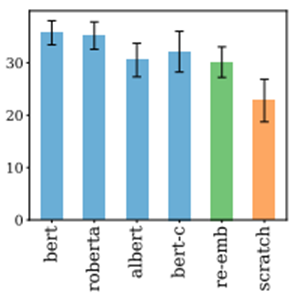 30
20
10
0
bert
roberta
albert
bert-c
re-emb
scratch